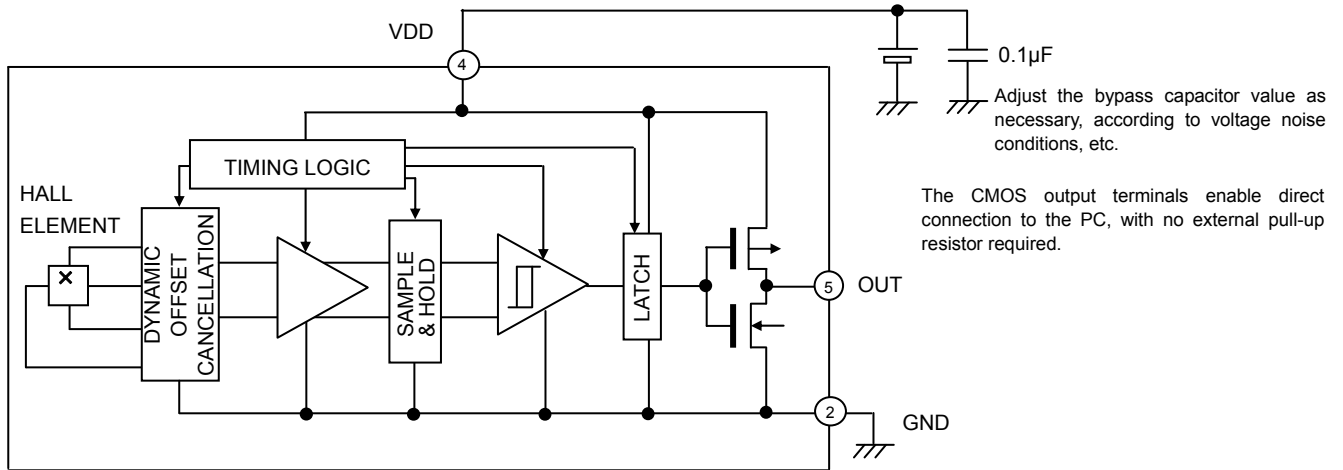 VDD
4
0.1µF
Adjust the bypass capacitor value as
necessary, according to voltage noise
conditions, etc.
TIMING LOGIC
The CMOS output terminals enable direct
connection to the PC, with no external pull-up
resistor required.
HALL
ELEMENT
DYNAMIC
OFFSET
CANCELLATION
×
SAMPLE
& HOLD
LATCH
5
OUT
2
GND